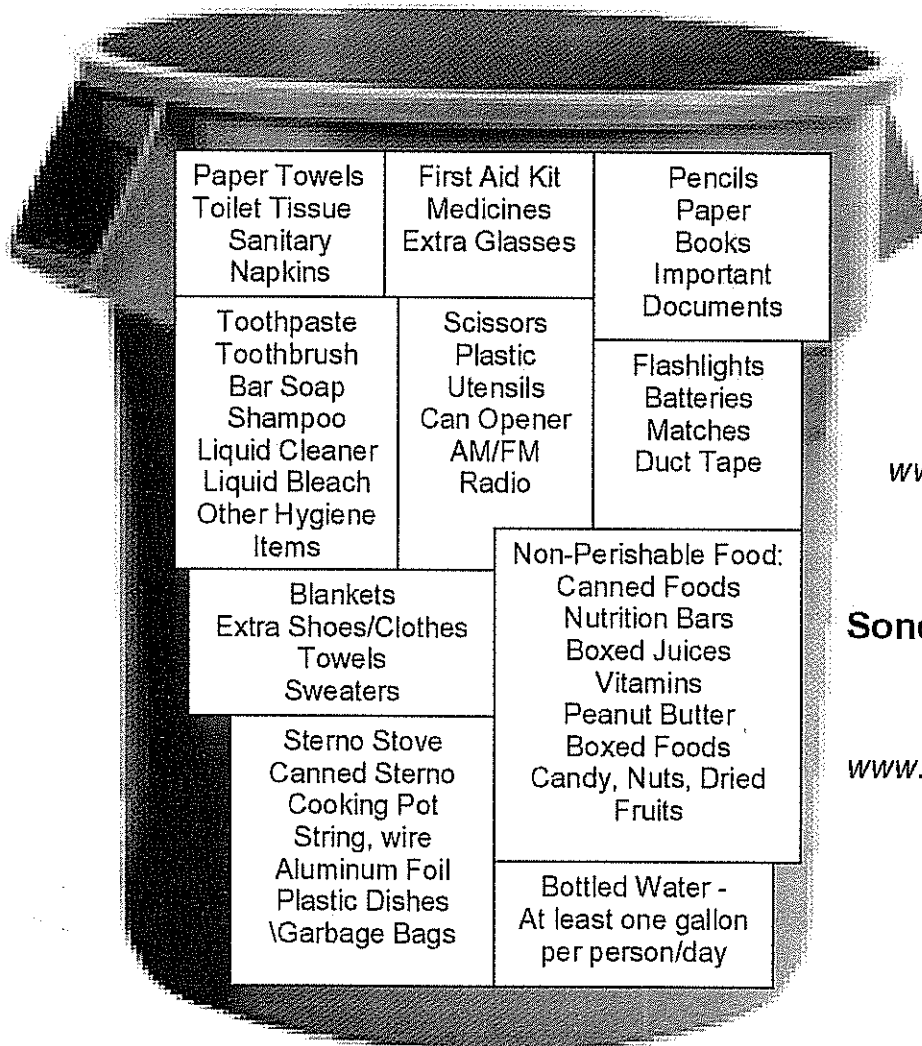 Paper Towels
Toilet Tissue
Sanitary
Napkins
First Aid Kit
Medicines
Extra Glasses
Pencils
Paper
Books
Important
Documents
Toothpaste
Toothbrush
Bar Soap
Shampoo
Liquid Cleaner
Liquid Bleach
Other Hygiene
Items
Scissors
Plastic
Utensils
Can Opener
AM/FM
Radio
Flashlights
Batteries
Matches
Duct Tape
Blankets
Extra Shoes/Clothes
Towels
Sweaters
Non-Perishable Food:
Canned Foods
Nutrition Bars
Boxed Juices
Vitamins
Peanut Butter
Boxed Foods
Candy, Nuts, Dried
Fruits
Sterno Stove
Canned Sterno
Cooking Pot
String, wire
Aluminum Foil
Plastic Dishes
\Garbage Bags
Bottled Water -
At least one gallon
per person/day
www.